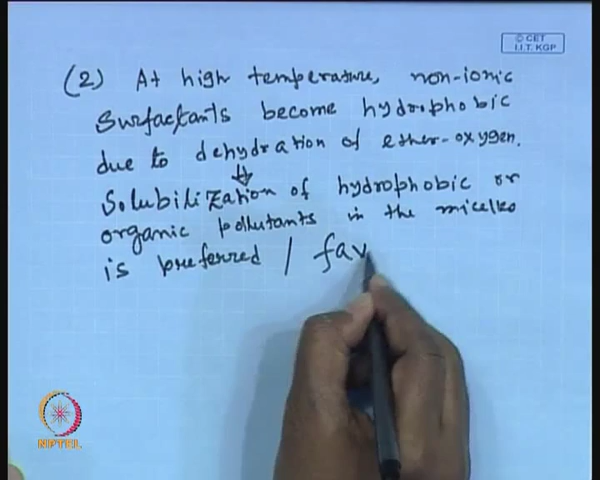 © CET
I.I.T. KGP
(2) At high temperature, non-ionic
surfactants become hydrophobic
due to dehydration of ether-oxygen.
⇓
Solubilization of hydrophobic or
organic pollutants in the micelles
is preferred / fav
NPTEL